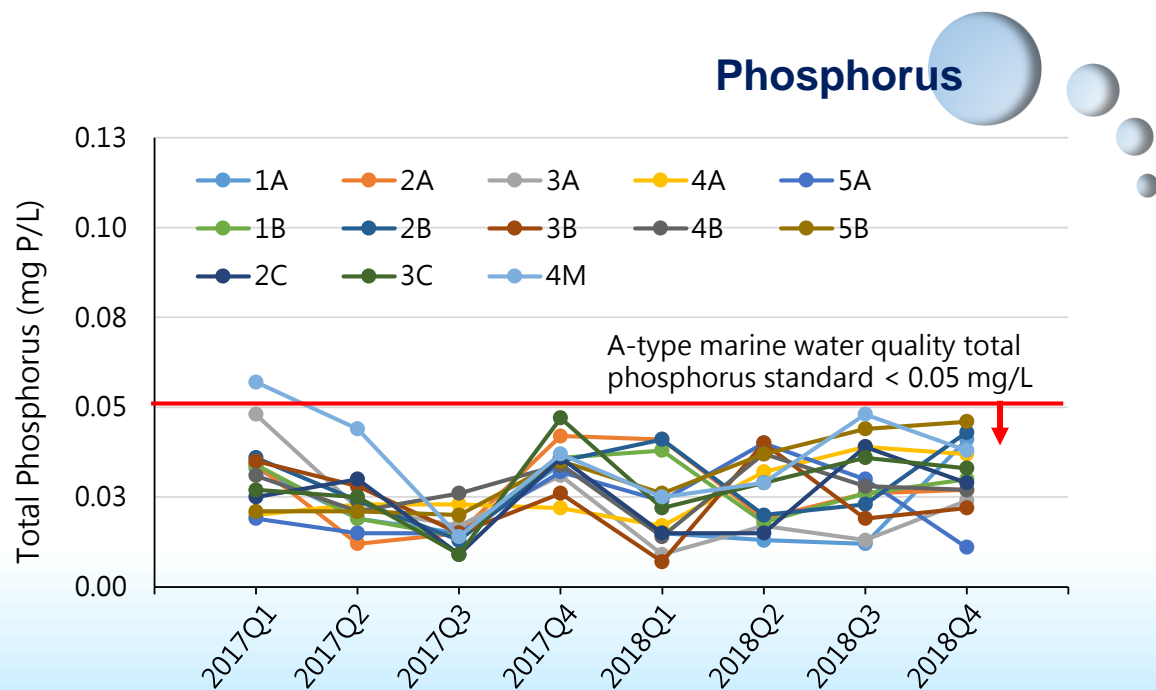 Phosphorus
0.13
0.10
0.08
0.05
0.03
0.00
Total Phosphorus (mg P/L)
1A 2A 3A 4A 5A
1B 2B 3B 4B 5B
2C 3C 4M
A-type marine water quality total
phosphorus standard < 0.05 mg/L
2017Q1
2017Q2
2017Q3
2017Q4
2018Q1
2018Q2
2018Q3
2018Q4